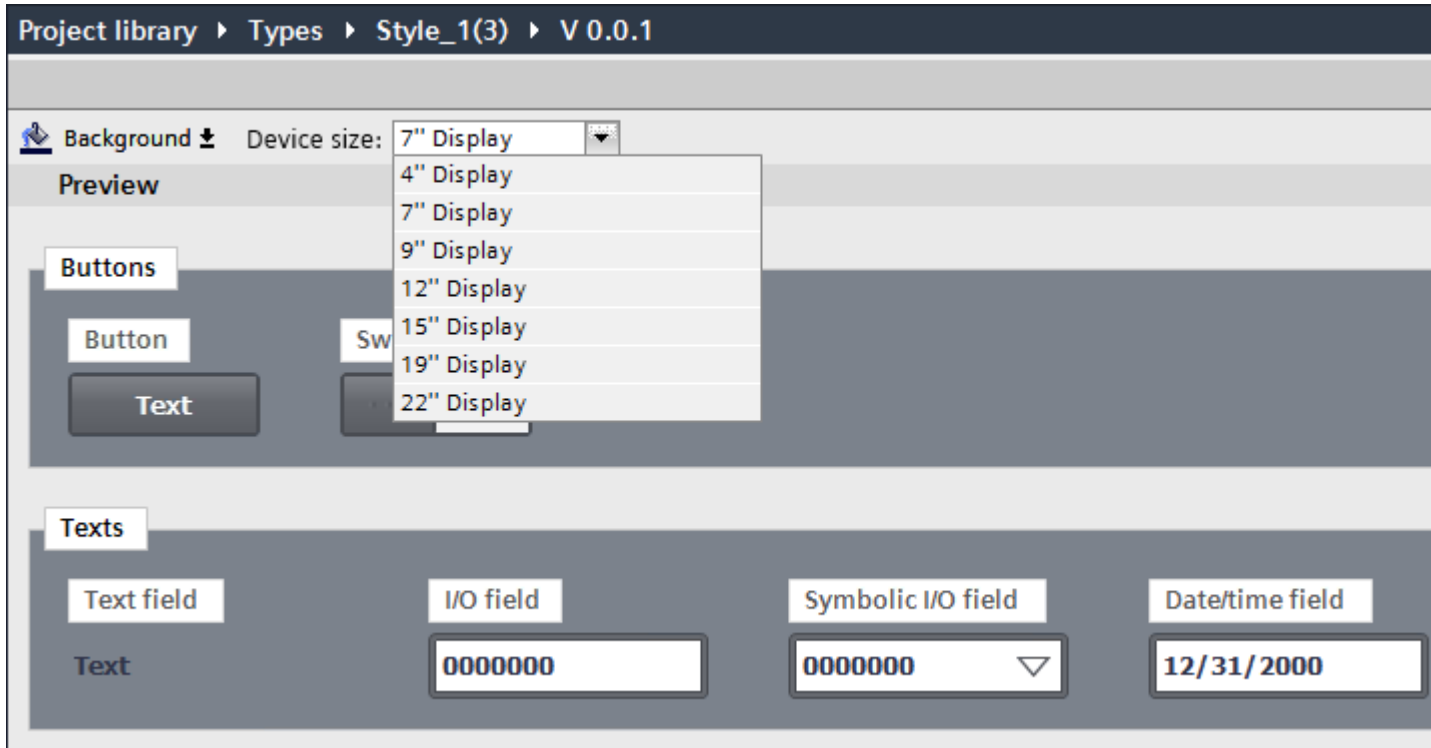 Project library ▸ Types ▸ Style_1(3) ▸ V 0.0.1
Background Device size: 7" Display
4" Display
7" Display
9" Display
12" Display
15" Display
19" Display
22" Display
Preview
Buttons
Button
Text
Texts
Text field I/O field Symbolic I/O field Date/time field
Text 0000000 0000000 12/31/2000